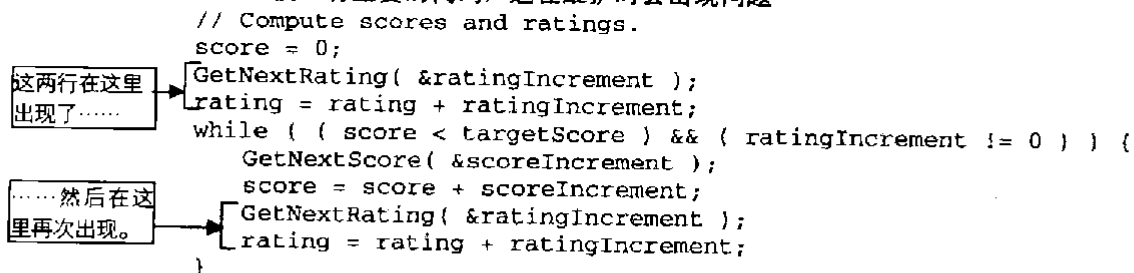 // Compute scores and ratings.
score = 0;
这两行在这里
出现了……
GetNextRating( &ratingIncrement );
rating = rating + ratingIncrement;
while ( ( score < targetScore ) && ( ratingIncrement != 0 ) ) {
GetNextScore( &scoreIncrement );
score = score + scoreIncrement;
……然后在这
里再次出现。
GetNextRating( &ratingIncrement );
rating = rating + ratingIncrement;
}